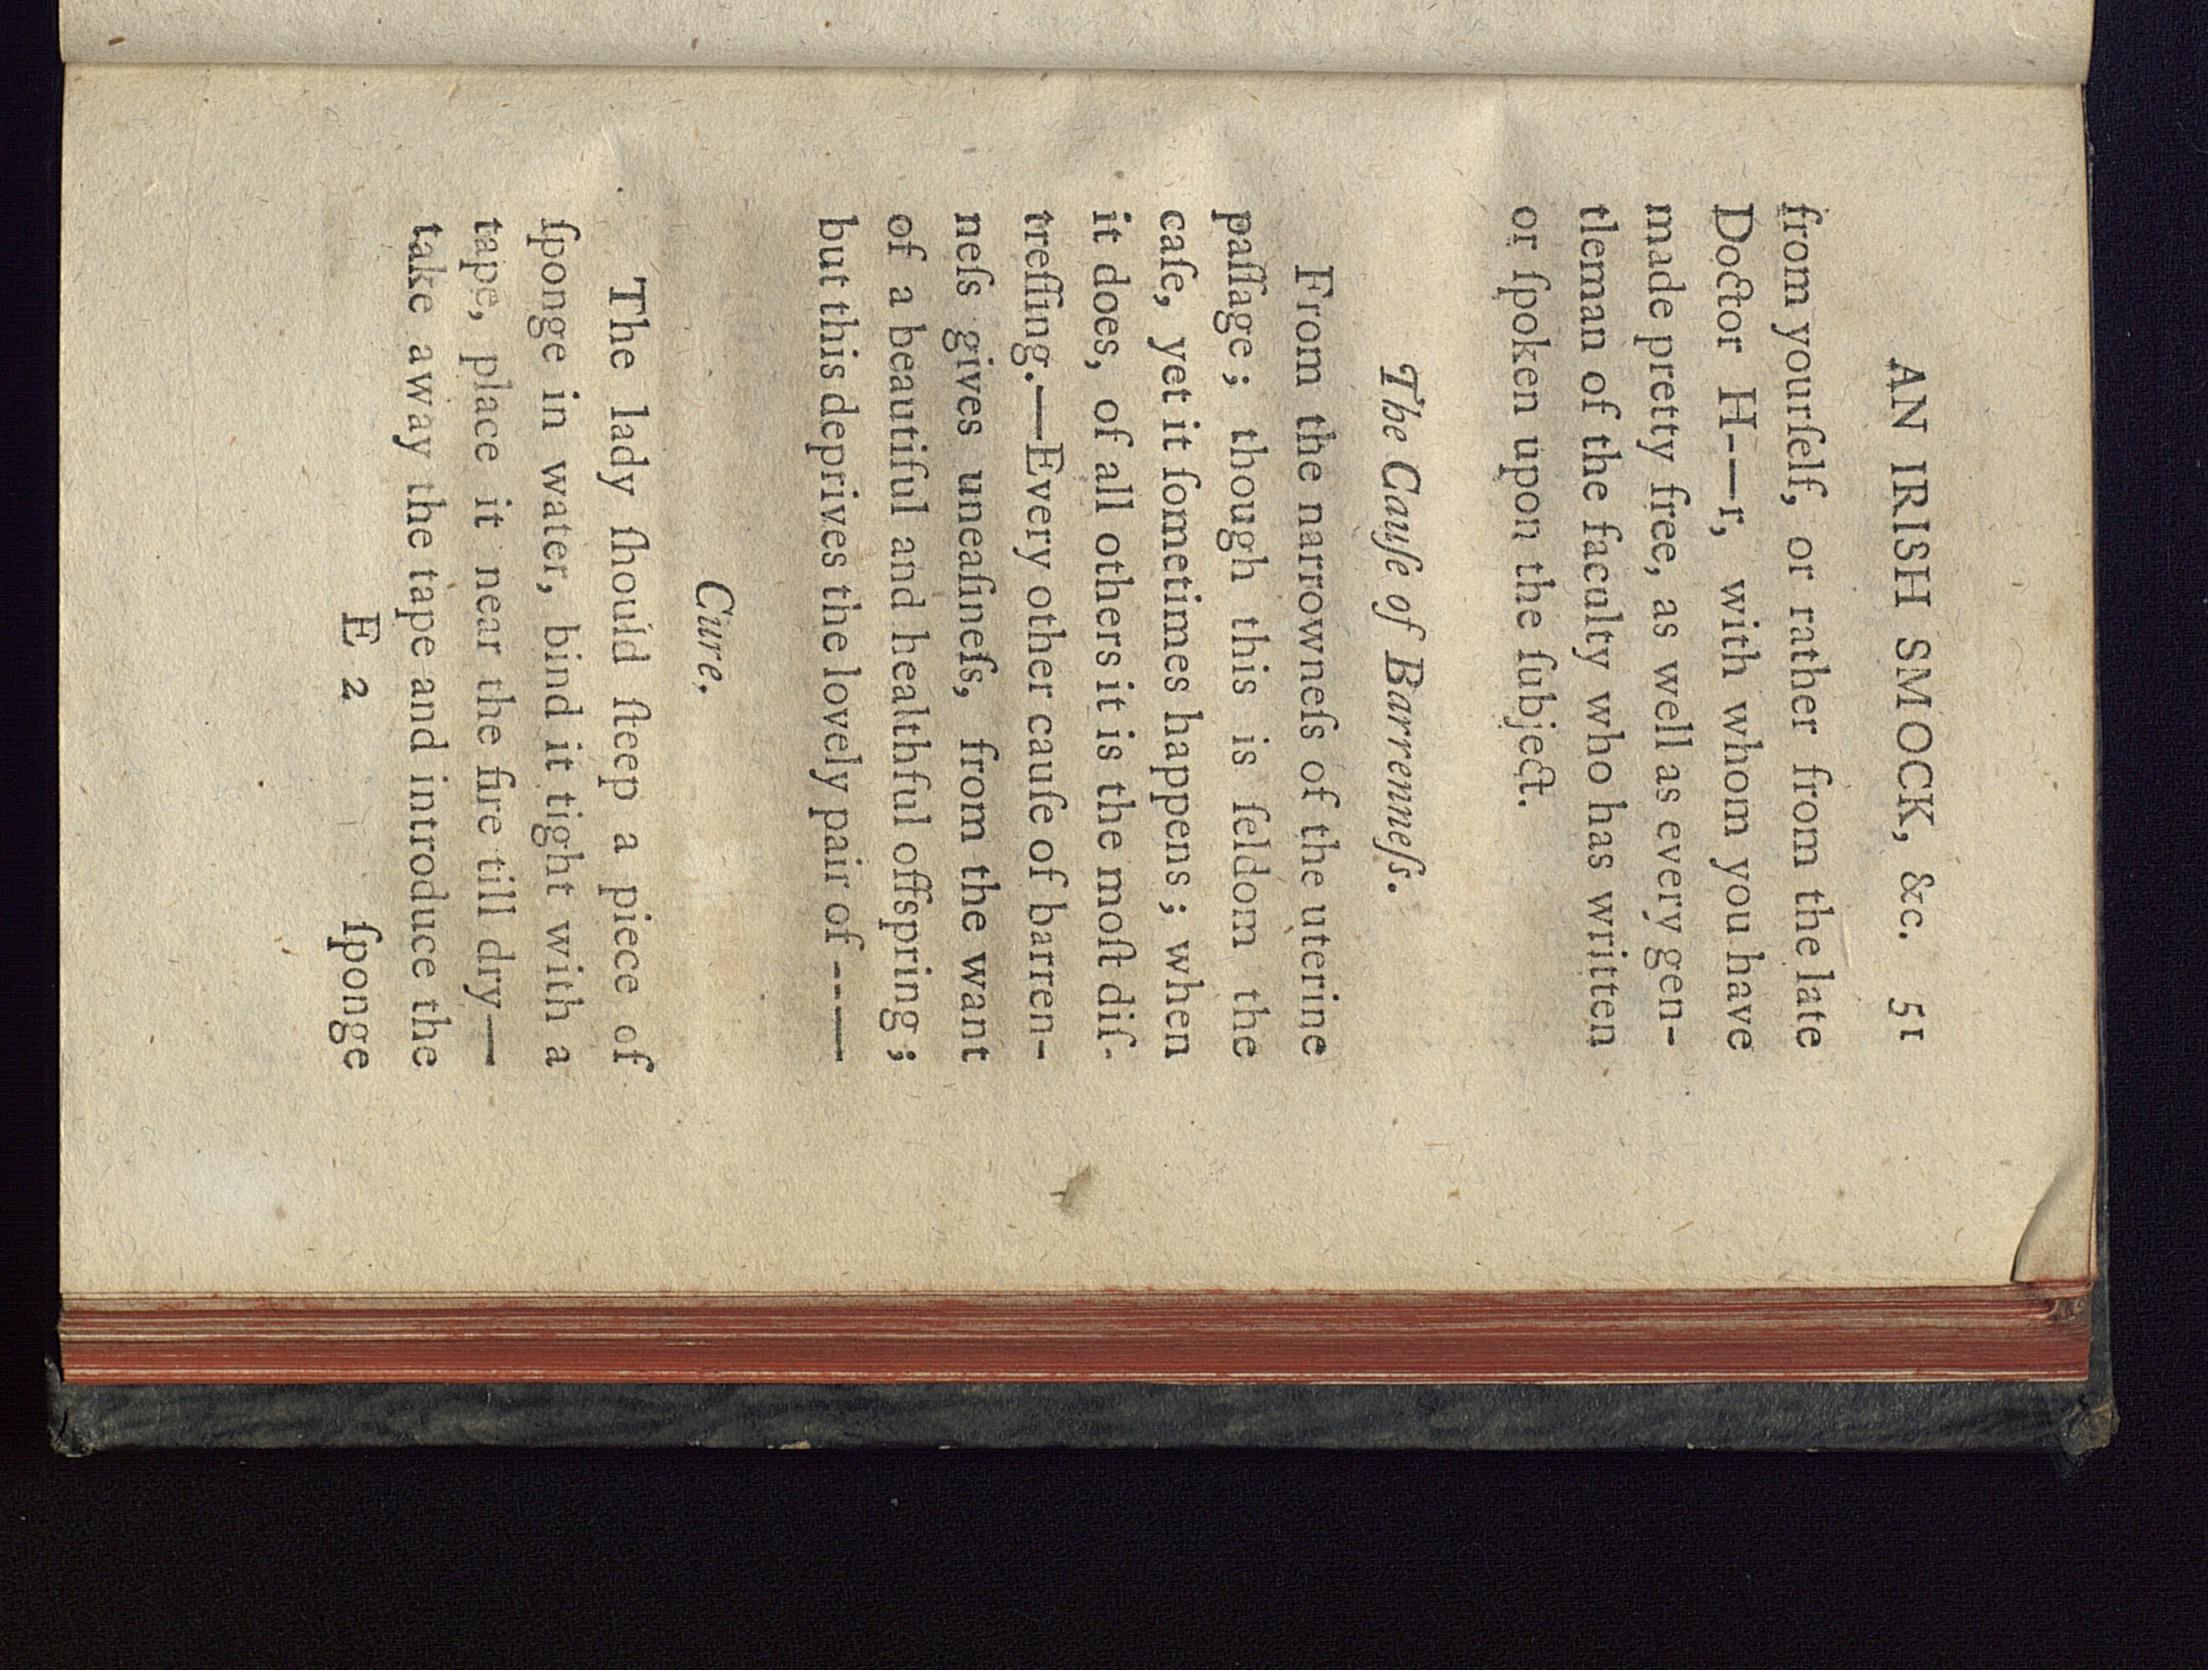 AN IRISH SMOCK, &c. 51
from yourſelf, or rather from the late
Doctor H-—r, with whom you have
made pretty free, as well as every gen-
tleman of the faculty who has written
or ſpoken upon the ſubject.
The Cauſe of Barrenneſs.
From the narrowneſs of the uterine
paſſage; though this is ſeldom the
caſe, yet it ſometimes happens; when
it does, of all others it is the moſt diſ-
treſſing.—Every other cauſe of barren-
neſs gives uneaſineſs, from the want
of a beautiful and healthful offspring;
but this deprives the lovely pair of ---—
Cure.
The lady ſhould ſteep a piece of
ſponge in water, bind it tight with a
tape, place it near the fire till dry—
take away the tape and introduce the
E 2 ſponge